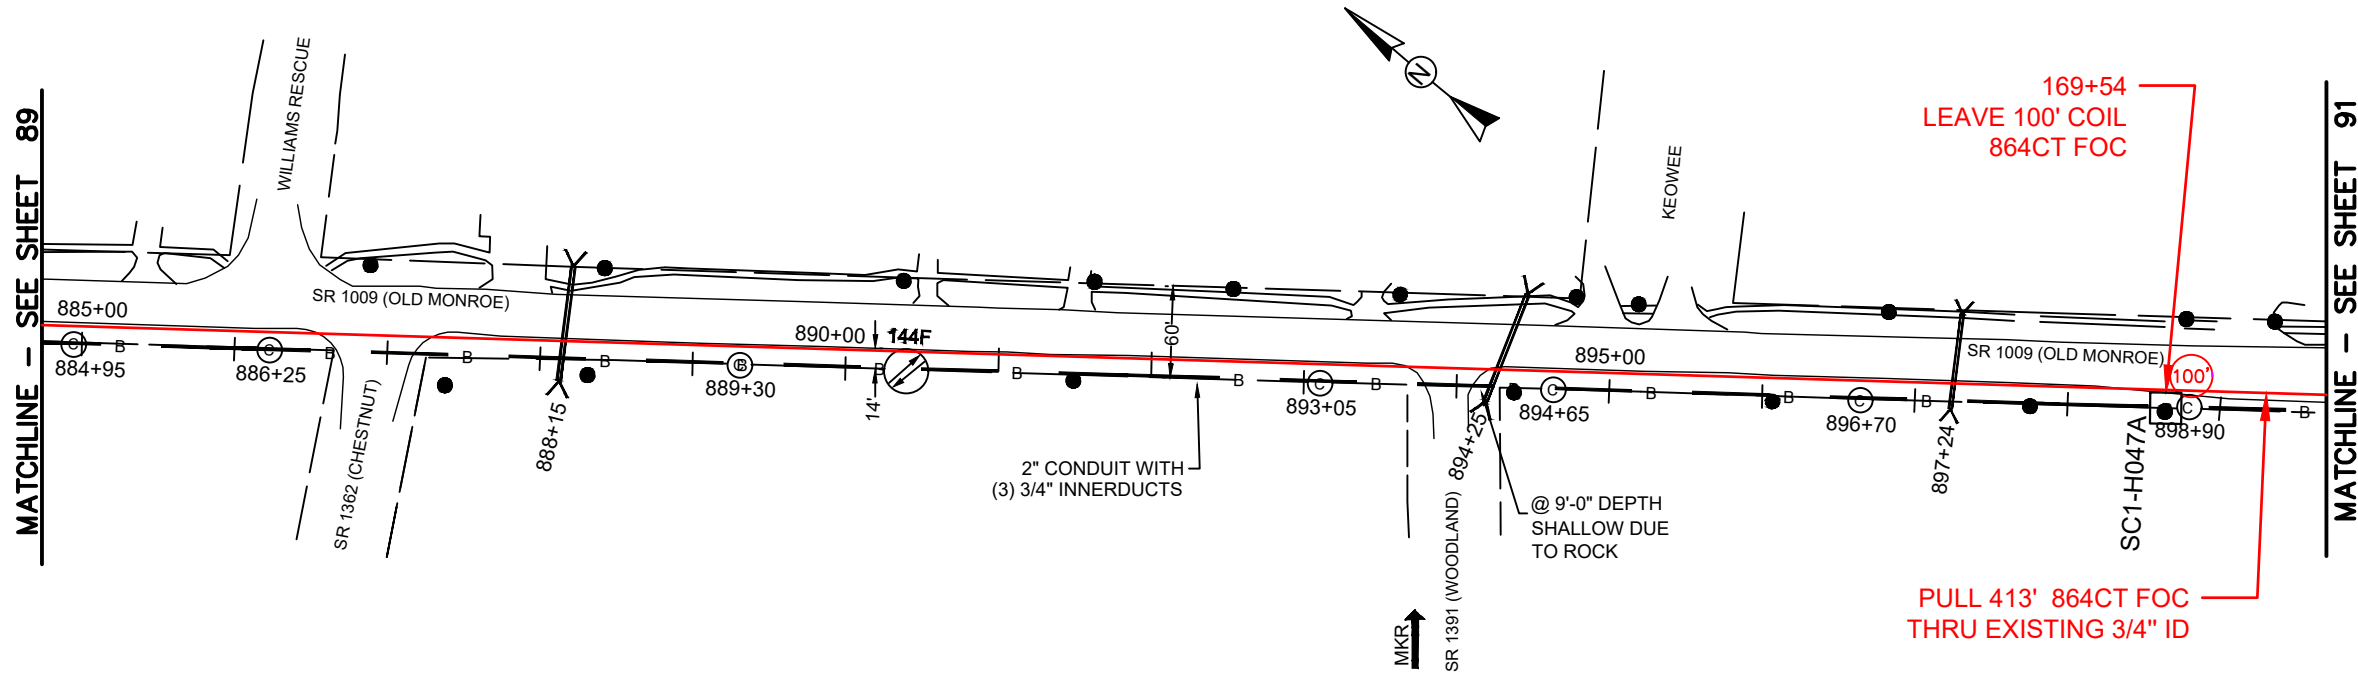 MATCHLINE - SEE SHEET 89
WILLIAMS RESCUE
N
KEOWEE
169+54
LEAVE 100' COIL
864CT FOC
MATCHLINE - SEE SHEET 91
885+00
SR 1009 (OLD MONROE)
890+00
144F
60'
895+00
SR 1009 (OLD MONROE)
100'
C B B B B B B B B C B B C B B C B
C
C
C
884+95
886+25
889+30
14'
893+05
894+65
896+70
898+90
888+15
894+25
897+24
SC1-H047A
SR 1362 (CHESTNUT)
2" CONDUIT WITH
(3) 3/4" INNERDUCTS
@ 9'-0" DEPTH
SHALLOW DUE
TO ROCK
SR 1391 (WOODLAND)
MKR
PULL 413' 864CT FOC
THRU EXISTING 3/4" ID